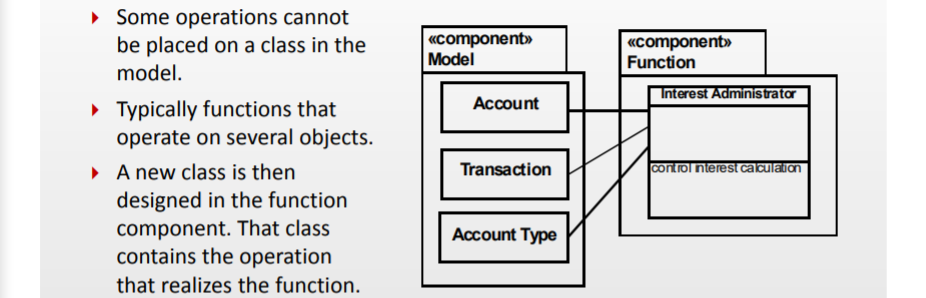 Some operations cannot
be placed on a class in the
model.
Typically functions that
operate on several objects.
A new class is then
designed in the function
component. That class
contains the operation
that realizes the function.
«component»
Model
Account
Transaction
Account Type
«component»
Function
Interest Administrator
control interest calculation